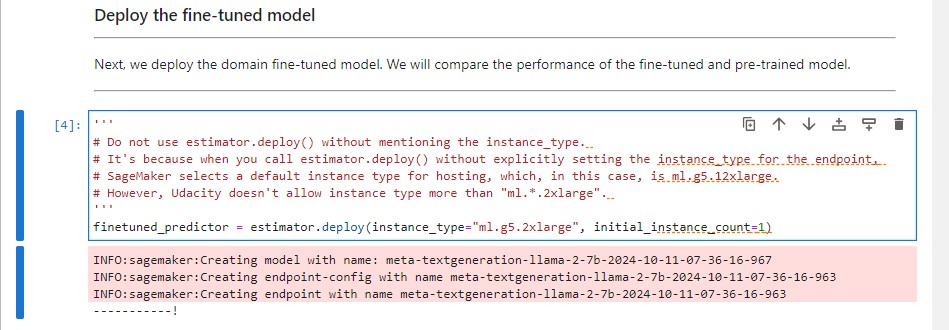 Deploy the fine-tuned model
Next, we deploy the domain fine-tuned model. We will compare the performance of the fine-tuned and pre-trained model.
[4]:
'''
# Do not use estimator.deploy() without mentioning the instance_type.
# It's because when you call estimator.deploy() without explicitly setting the instance_type for the endpoint,
# SageMaker selects a default instance type for hosting, which, in this case, is ml.g5.12xlarge.
# However, Udacity doesn't allow instance type more than "ml.*.2xlarge".
'''
finetuned_predictor = estimator.deploy(instance_type="ml.g5.2xlarge", initial_instance_count=1)
INFO:sagemaker:Creating model with name: meta-textgeneration-llama-2-7b-2024-10-11-07-36-16-967
INFO:sagemaker:Creating endpoint-config with name meta-textgeneration-llama-2-7b-2024-10-11-07-36-16-963
INFO:sagemaker:Creating endpoint with name meta-textgeneration-llama-2-7b-2024-10-11-07-36-16-963
-----------!